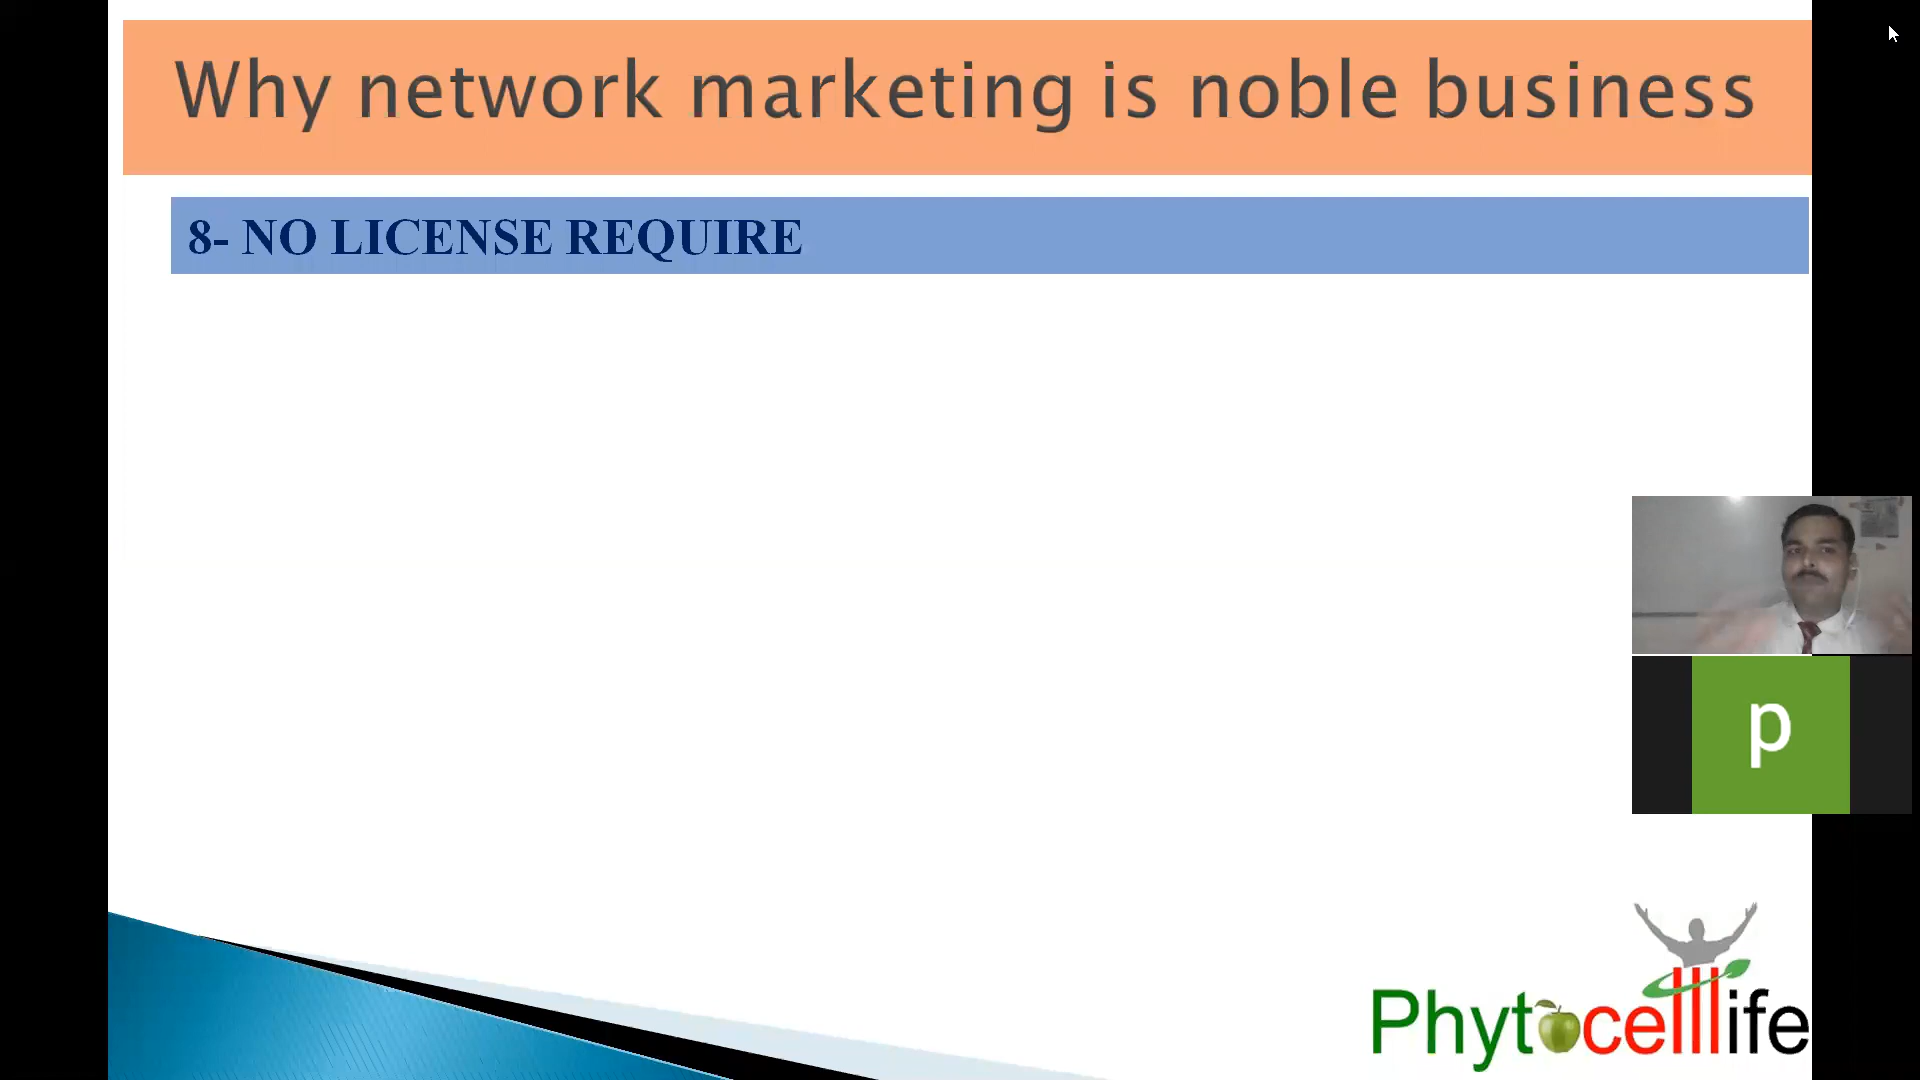 Why network marketing is noble business
8- NO LICENSE REQUIRE
p
Phytocelllife